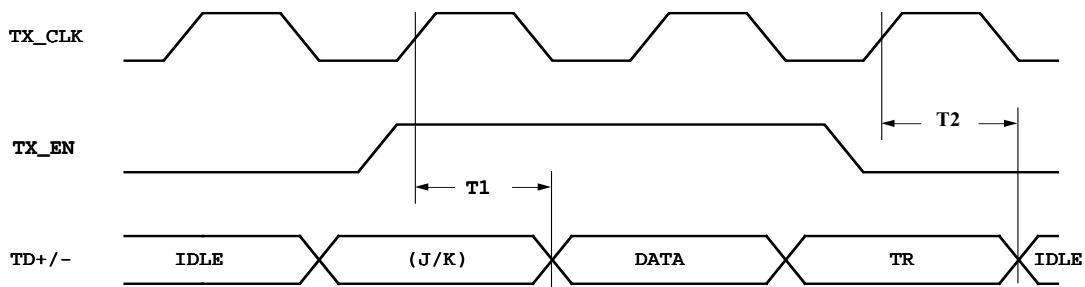 TX_CLK
T2
TX_EN
T1
TD+/- IDLE (J/K) DATA TR IDLE